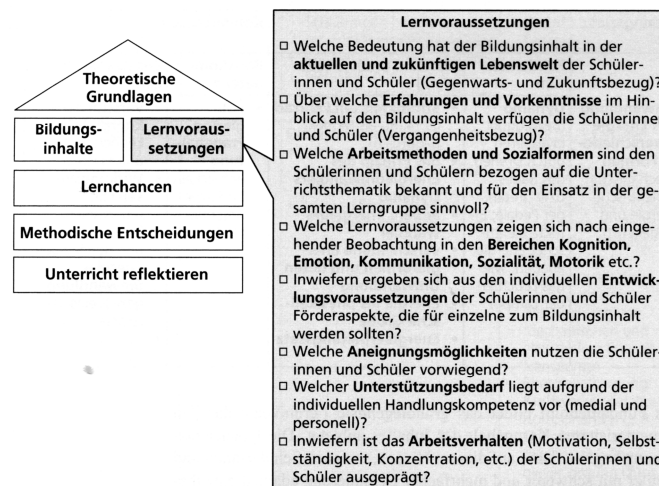 Theoretische
Grundlagen
Bildungs-
inhalte
Lernvoraus-
setzungen
Lernchancen
Methodische Entscheidungen
Unterricht reflektieren
Lernvoraussetzungen
□ Welche Bedeutung hat der Bildungsinhalt in der
aktuellen und zukünftigen Lebenswelt der Schüler-
innen und Schüler (Gegenwarts- und Zukunftsbezug)?
□ Über welche Erfahrungen und Vorkenntnisse im Hin-
blick auf den Bildungsinhalt verfügen die Schülerinne
und Schüler (Vergangenheitsbezug)?
□ Welche Arbeitsmethoden und Sozialformen sind den
Schülerinnen und Schülern bezogen auf die Unter-
richtsthematik bekannt und für den Einsatz in der ge-
samten Lerngruppe sinnvoll?
□ Welche Lernvoraussetzungen zeigen sich nach einge-
hender Beobachtung in den Bereichen Kognition,
Emotion, Kommunikation, Sozialität, Motorik etc.?
□ Inwiefern ergeben sich aus den individuellen Entwick-
lungsvoraussetzungen der Schülerinnen und Schüler
Förderaspekte, die für einzelne zum Bildungsinhalt
werden sollten?
□ Welche Aneignungsmöglichkeiten nutzen die Schüler-
innen und Schüler vorwiegend?
□ Welcher Unterstützungsbedarf liegt aufgrund der
individuellen Handlungskompetenz vor (medial und
personell)?
□ Inwiefern ist das Arbeitsverhalten (Motivation, Selbst-
ständigkeit, Konzentration, etc.) der Schülerinnen und
Schüler ausgeprägt?